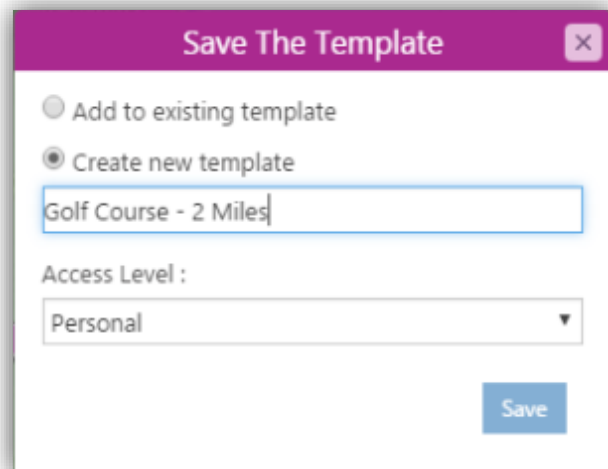 Save The Template
Add to existing template
Create new template
Golf Course - 2 Miles
Access Level :
Personal
Save